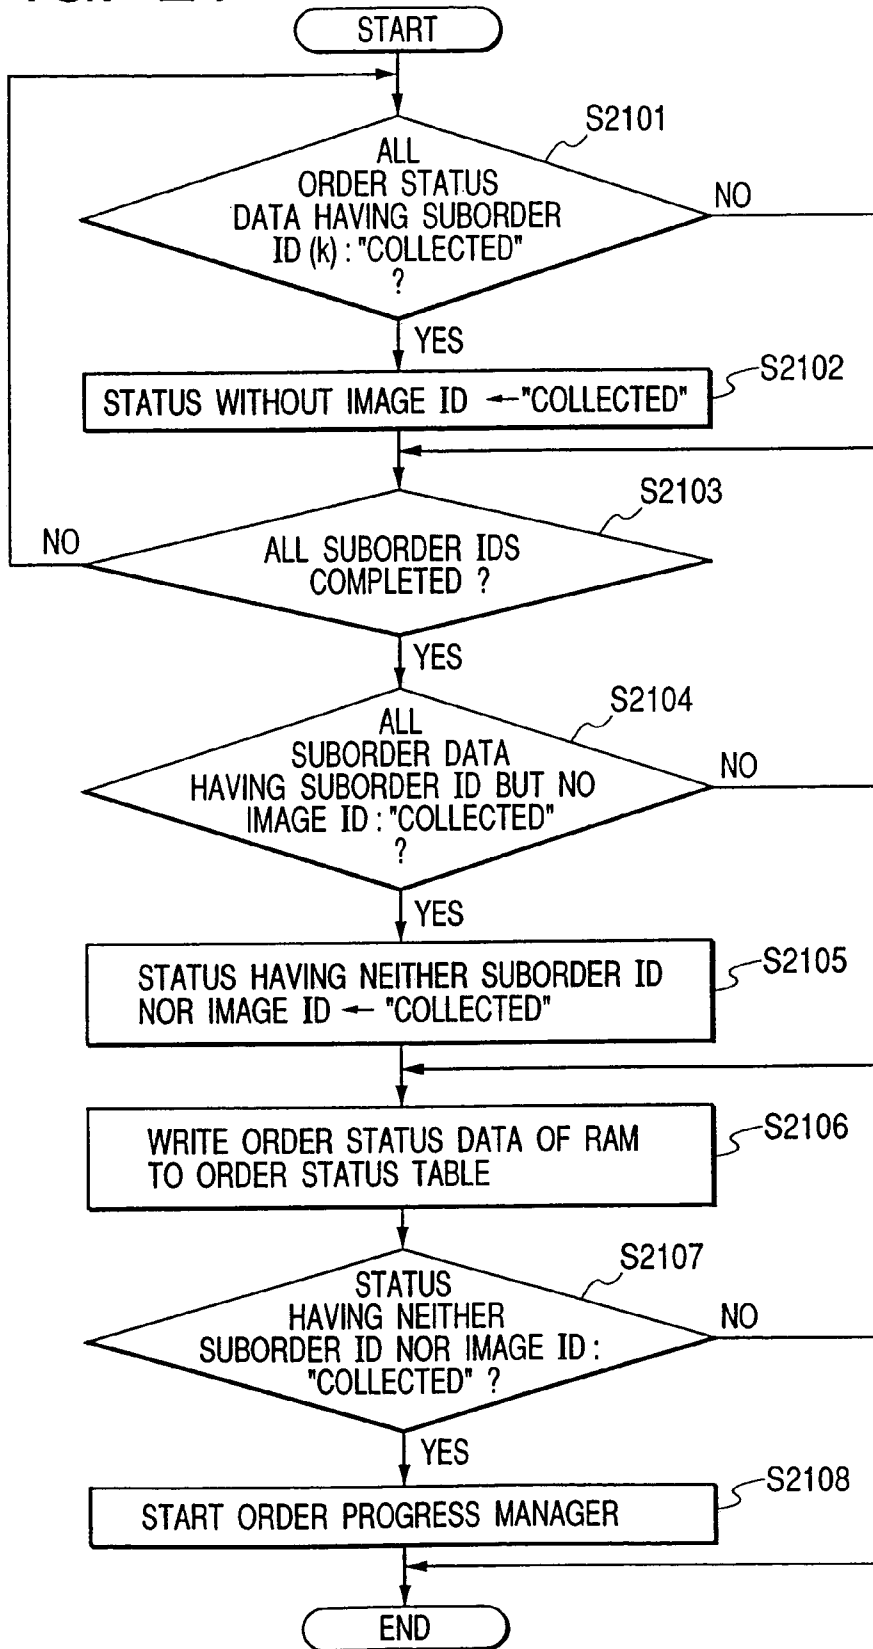 START
S2101
ALL
ORDER STATUS
DATA HAVING SUBORDER
ID (k) : "COLLECTED"
?
NO
YES
S2102
STATUS WITHOUT IMAGE ID ← "COLLECTED"
S2103
NO
ALL SUBORDER IDS
COMPLETED ?
YES
S2104
ALL
SUBORDER DATA
HAVING SUBORDER ID BUT NO
IMAGE ID : "COLLECTED"
?
NO
YES
S2105
STATUS HAVING NEITHER SUBORDER ID
NOR IMAGE ID ← "COLLECTED"
S2106
WRITE ORDER STATUS DATA OF RAM
TO ORDER STATUS TABLE
S2107
STATUS
HAVING NEITHER
SUBORDER ID NOR IMAGE ID :
"COLLECTED" ?
NO
YES
S2108
START ORDER PROGRESS MANAGER
END